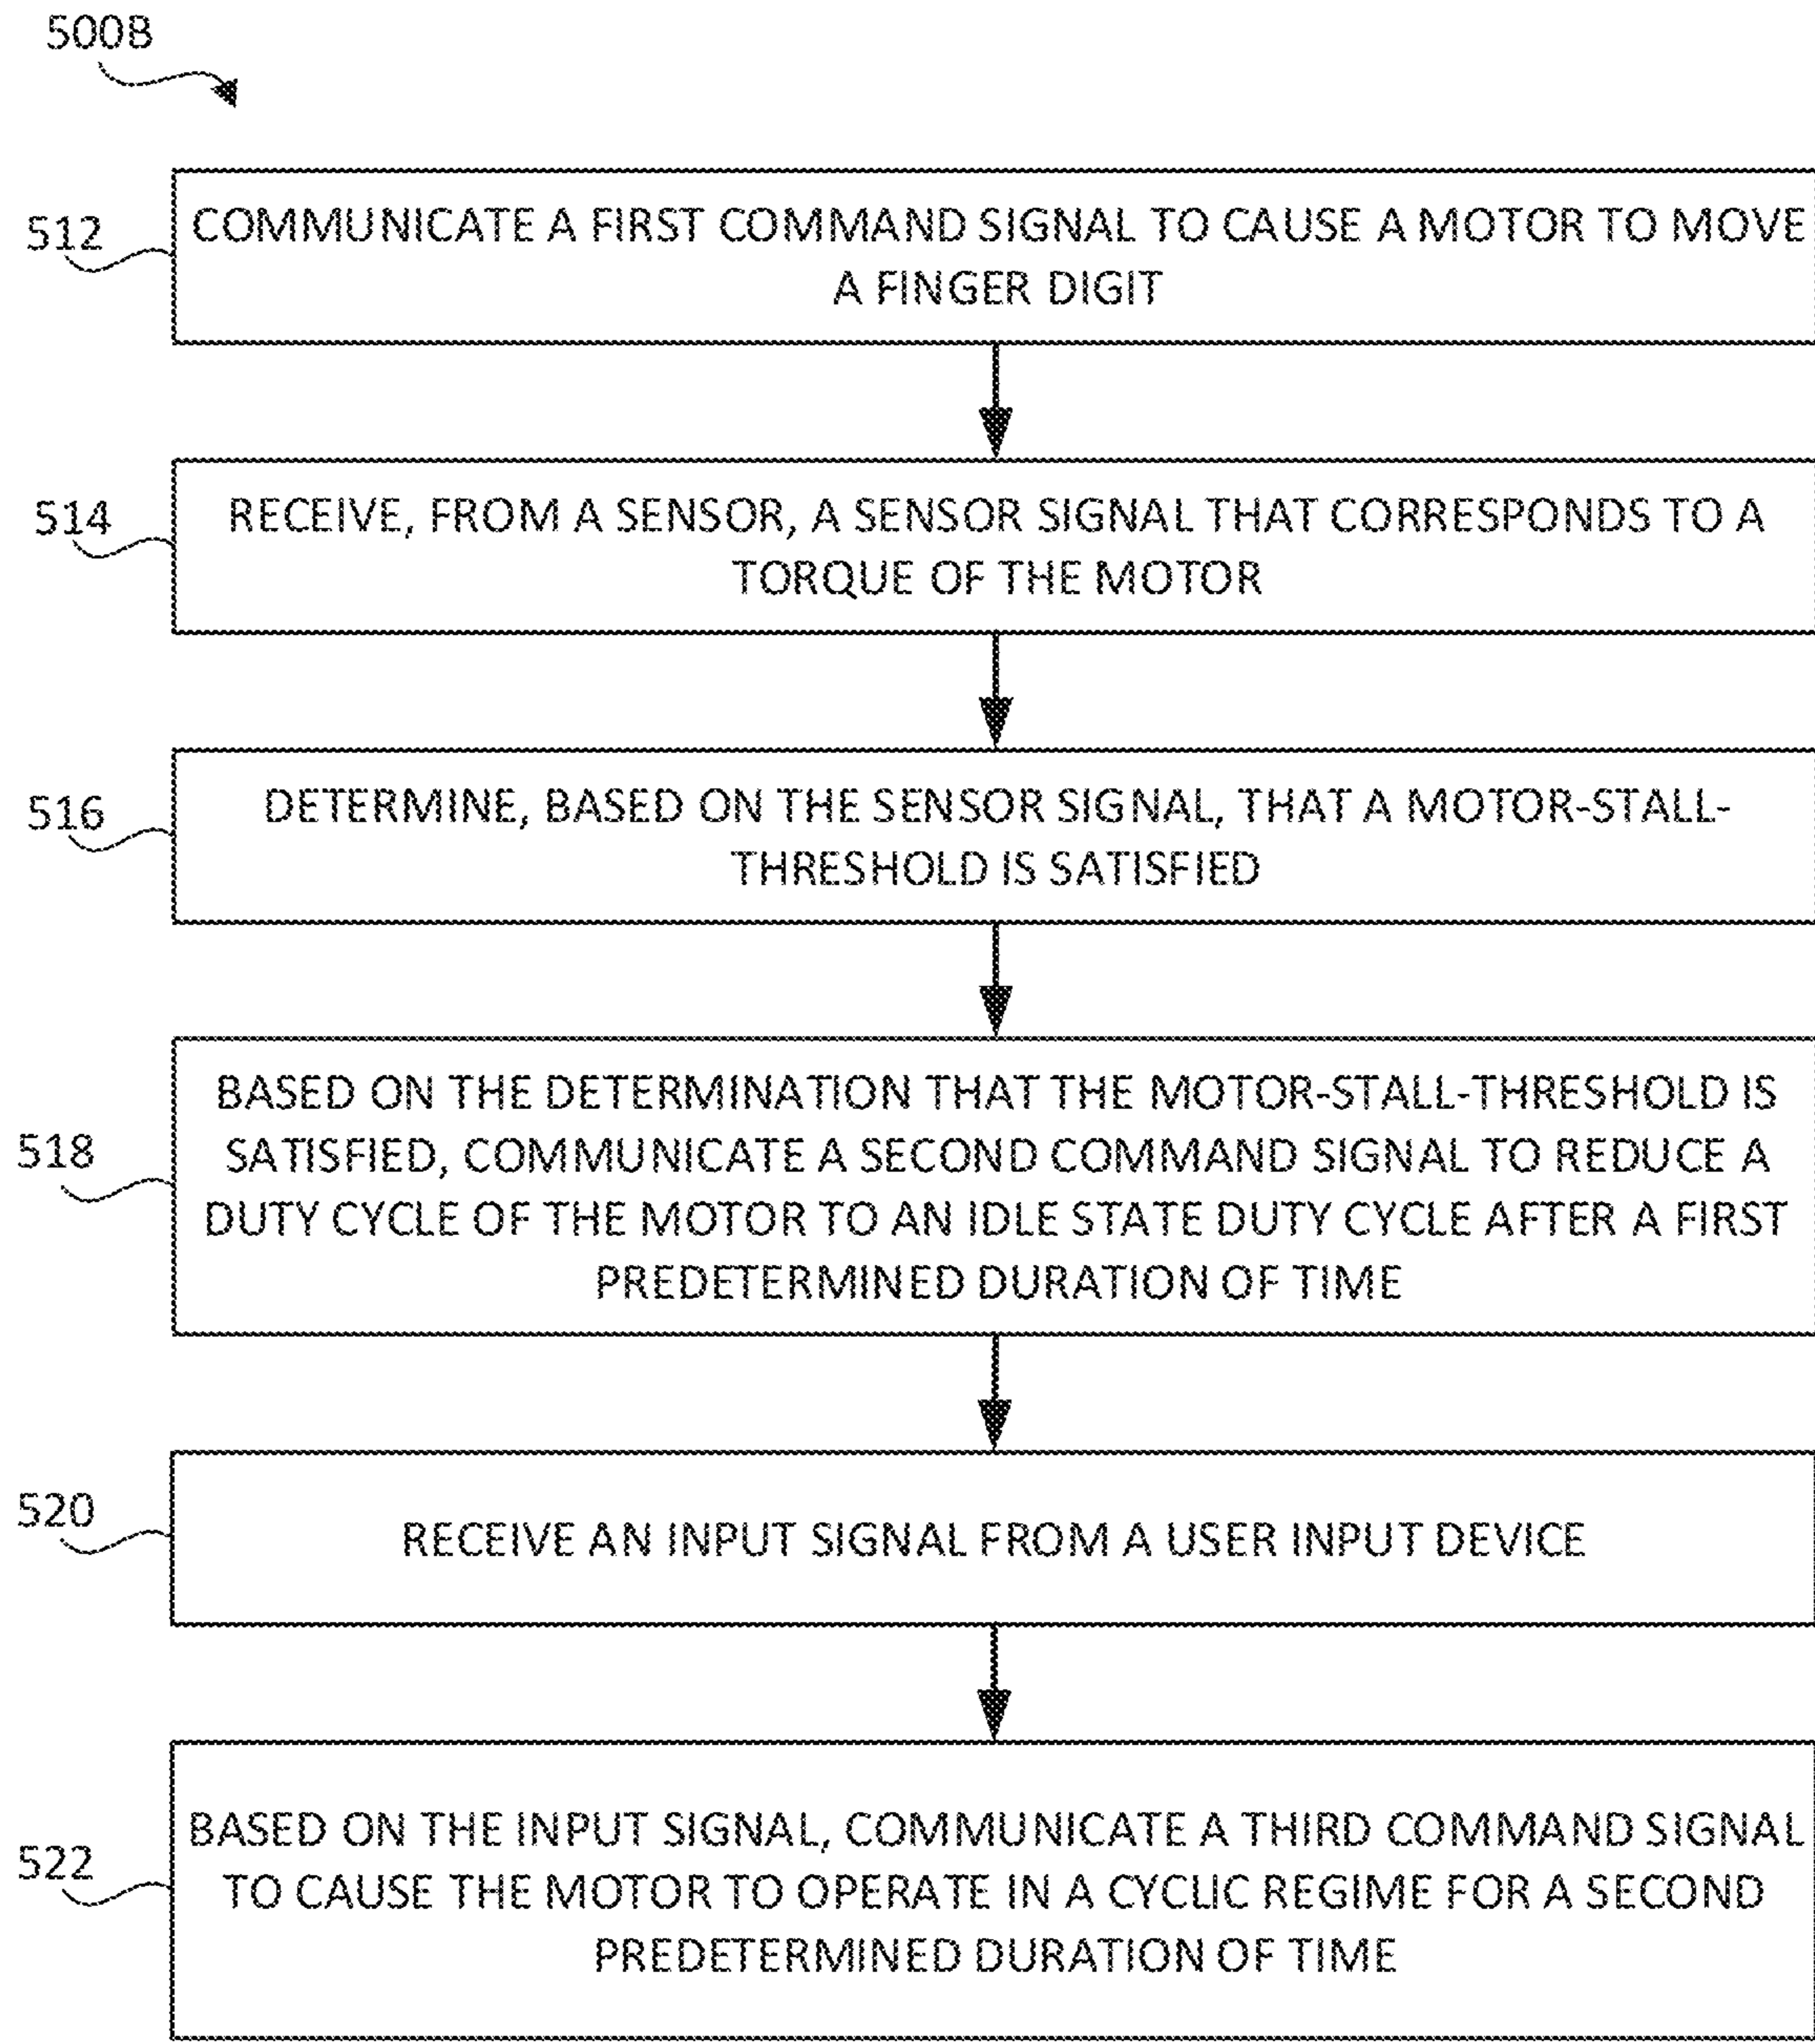 500B
512
COMMUNICATE A FIRST COMMAND SIGNAL TO CAUSE A MOTOR TO MOVE
A FINGER DIGIT
514
RECEIVE, FROM A SENSOR, A SENSOR SIGNAL THAT CORRESPONDS TO A
TORQUE OF THE MOTOR
516
DETERMINE, BASED ON THE SENSOR SIGNAL, THAT A MOTOR-STALL-
THRESHOLD IS SATISFIED
518
BASED ON THE DETERMINATION THAT THE MOTOR-STALL-THRESHOLD IS
SATISFIED, COMMUNICATE A SECOND COMMAND SIGNAL TO REDUCE A
DUTY CYCLE OF THE MOTOR TO AN IDLE STATE DUTY CYCLE AFTER A FIRST
PREDETERMINED DURATION OF TIME
520
RECEIVE AN INPUT SIGNAL FROM A USER INPUT DEVICE
522
BASED ON THE INPUT SIGNAL, COMMUNICATE A THIRD COMMAND SIGNAL
TO CAUSE THE MOTOR TO OPERATE IN A CYCLIC REGIME FOR A SECOND
PREDETERMINED DURATION OF TIME